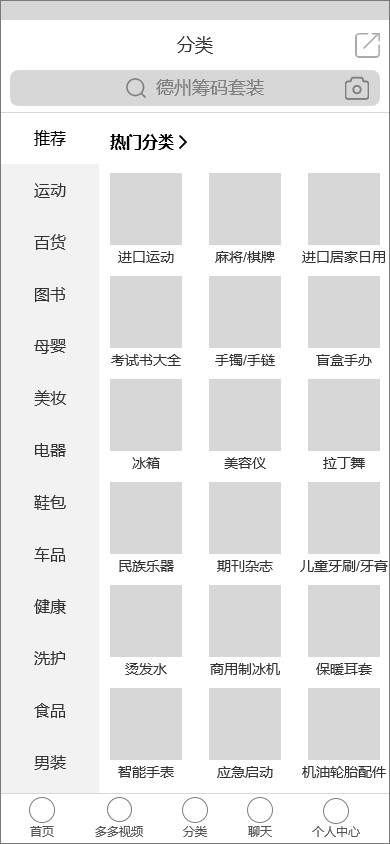 分类
德州筹码套装
推荐
运动
百货
图书
母婴
美妆
电器
鞋包
车品
健康
洗护
食品
男装
热门分类
进口运动 麻将/棋牌 进口居家日用
考试书大全 手镯/手链 盲盒手办
冰箱 美容仪 拉丁舞
民族乐器 期刊杂志 儿童牙刷/牙膏
烫发水 商用制冰机 保暖耳套
智能手表 应急启动 机油轮胎配件
首页 多多视频 分类 聊天 个人中心